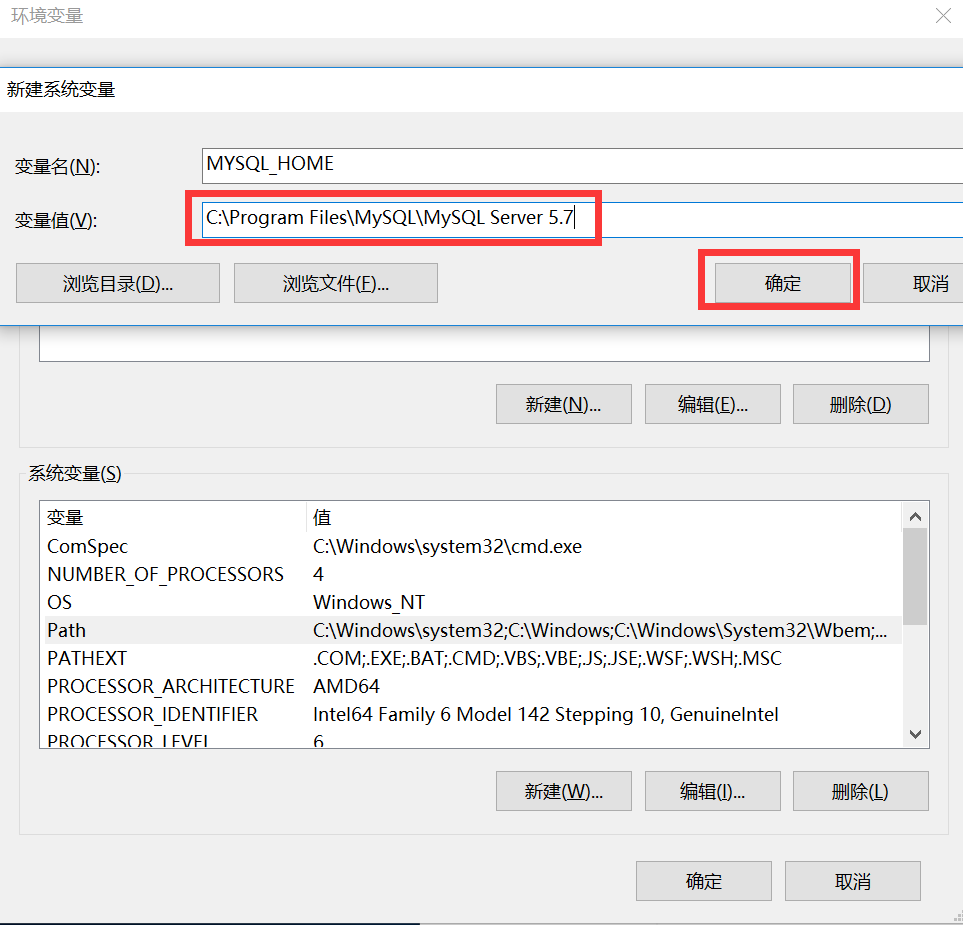 环境变量
新建系统变量
变量名(N):
MYSQL_HOME
变量值(V):
C:\Program Files\MySQL\MySQL Server 5.7
浏览目录(D)...
浏览文件(F)...
确定
取消
新建(N)...
编辑(E)...
删除(D)
系统变量(S)
变量 值
ComSpec C:\Windows\system32\cmd.exe
NUMBER_OF_PROCESSORS 4
OS Windows_NT
Path C:\Windows\system32;C:\Windows;C:\Windows\System32\Wbem;...
PATHEXT .COM;.EXE;.BAT;.CMD;.VBS;.VBE;.JS;.JSE;.WSF;.WSH;.MSC
PROCESSOR_ARCHITECTURE AMD64
PROCESSOR_IDENTIFIER Intel64 Family 6 Model 142 Stepping 10, GenuineIntel
PROCESSOR_LEVEL 6
新建(W)...
编辑(I)...
删除(L)
确定
取消